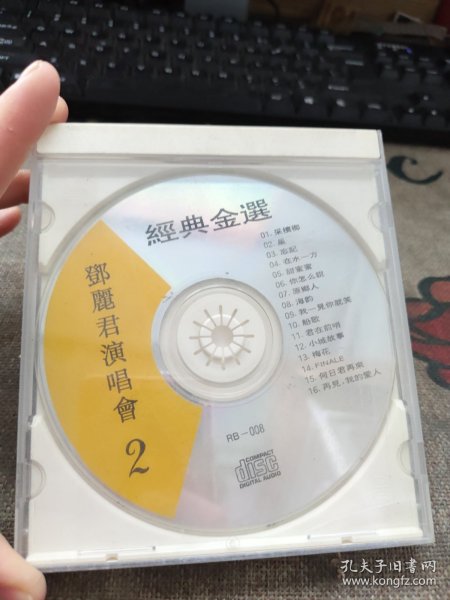 經典金選
鄧麗君演唱會
2
01. 采檳榔
02. 風
03. 忘記
04. 在水一方
05. 甜蜜蜜
06. 你怎么說
07. 原鄉人
08. 海韵
09. 我一見你就笑
10. 船歌
11. 君在前哨
12. 小城故事
13. 梅花
14. FINALE
15. 何日君再來
16. 再見,我的愛人
RB-008
COMPACT
disc
DIGITAL AUDIO
孔夫子旧书网
www.kongfz.com